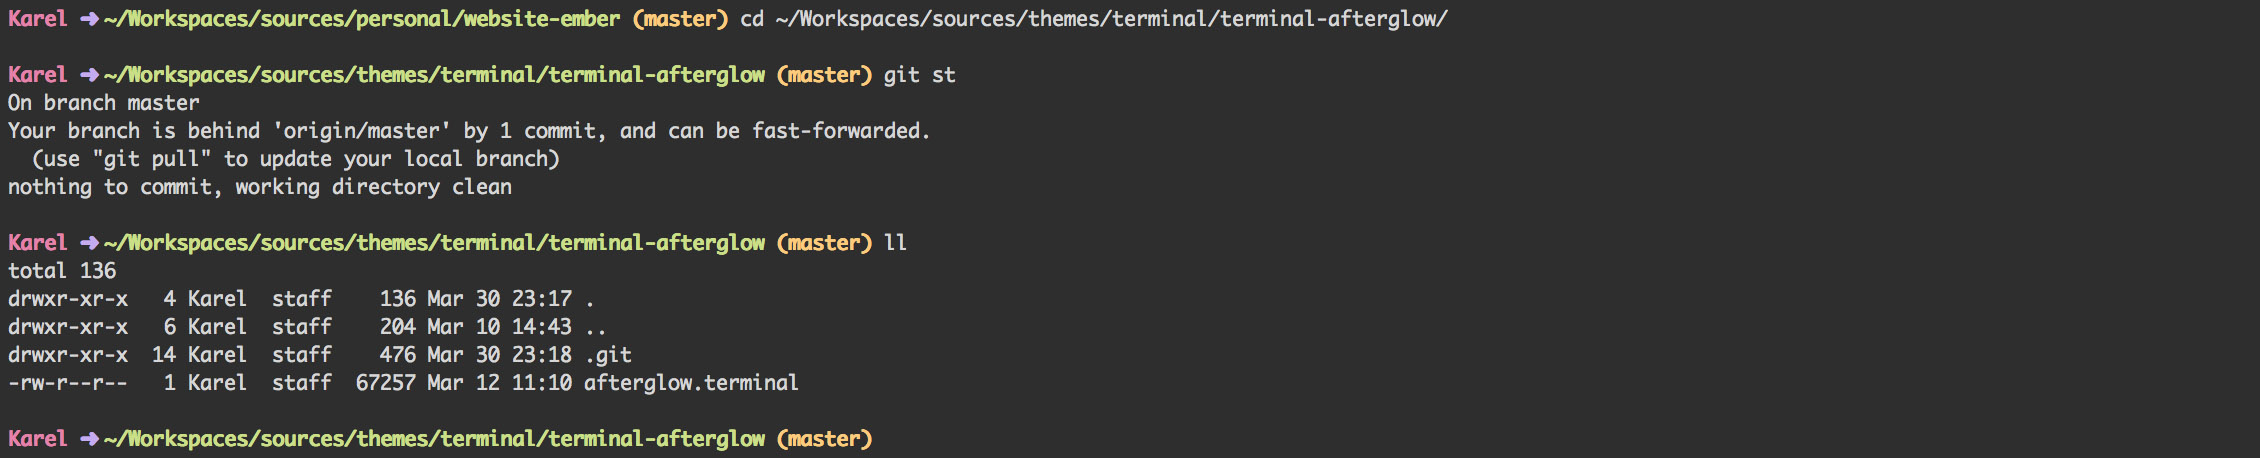 Karel ➜ ~/Workspaces/sources/personal/website-ember (master) cd ~/Workspaces/sources/themes/terminal/terminal-afterglow/
Karel ➜ ~/Workspaces/sources/themes/terminal/terminal-afterglow (master) git st
On branch master
Your branch is behind 'origin/master' by 1 commit, and can be fast-forwarded.
  (use "git pull" to update your local branch)
nothing to commit, working directory clean
Karel ➜ ~/Workspaces/sources/themes/terminal/terminal-afterglow (master) ll
total 136
drwxr-xr-x   4 Karel  staff    136 Mar 30 23:17 .
drwxr-xr-x   6 Karel  staff    204 Mar 10 14:43 ..
drwxr-xr-x  14 Karel  staff    476 Mar 30 23:18 .git
-rw-r--r--   1 Karel  staff  67257 Mar 12 11:10 afterglow.terminal
Karel ➜ ~/Workspaces/sources/themes/terminal/terminal-afterglow (master)